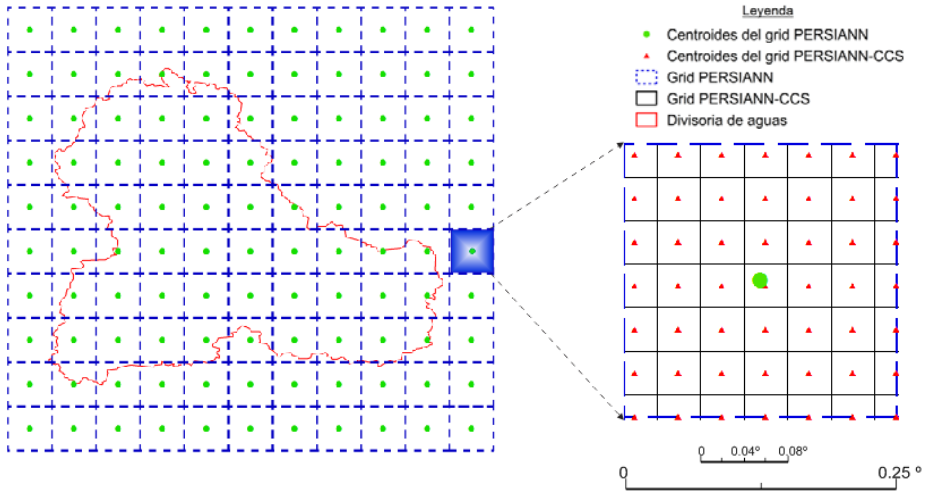 Leyenda
Centroides del grid PERSIANN
Centroides del grid PERSIANN-CCS
Grid PERSIANN
Grid PERSIANN-CCS
Divisoria de aguas
0 0.04° 0.08°
0 0.25 º